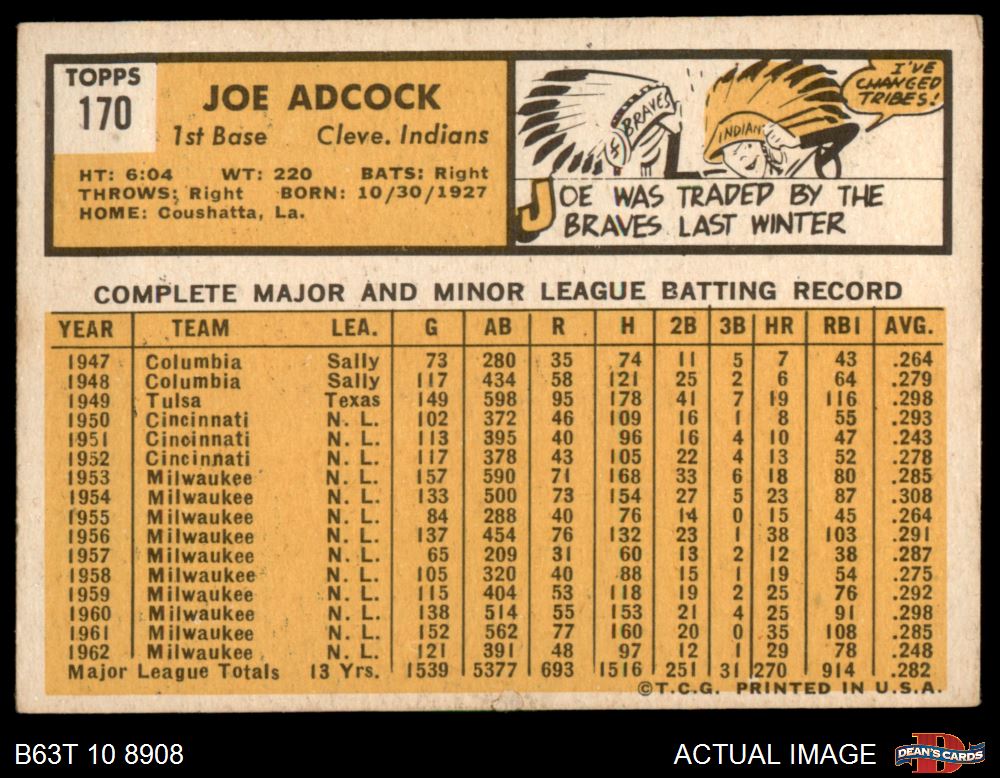 TOPPS
170
JOE ADCOCK
1st Base Cleve. Indians
HT: 6:04 WT: 220 BATS: Right
THROWS: Right BORN: 10/30/1927
HOME: Coushatta, La.
BRAVES
INDIAN
I'VE
CHANGED
TRIBES!
JOE WAS TRADED BY THE
BRAVES LAST WINTER
COMPLETE MAJOR AND MINOR LEAGUE BATTING RECORD
YEAR TEAM LEA. G AB R H 2B 3B HR RBI AVG.
1947 Columbia Sally 73 280 35 74 11 5 7 43 .264
1948 Columbia Sally 117 434 58 121 25 2 6 64 .279
1949 Tulsa Texas 149 598 95 178 41 7 19 116 .298
1950 Cincinnati N. L. 102 372 46 109 16 1 8 55 .293
1951 Cincinnati N. L. 113 395 40 96 16 4 10 47 .243
1952 Cincinnati N. L. 117 378 43 105 22 4 13 52 .278
1953 Milwaukee N. L. 157 590 71 168 33 6 18 80 .285
1954 Milwaukee N. L. 133 500 73 154 27 5 23 87 .308
1955 Milwaukee N. L. 84 288 40 76 14 0 15 45 .264
1956 Milwaukee N. L. 137 454 76 132 23 1 38 103 .291
1957 Milwaukee N. L. 65 209 31 60 13 2 12 38 .287
1958 Milwaukee N. L. 105 320 40 88 15 1 19 54 .275
1959 Milwaukee N. L. 115 404 53 118 19 2 25 76 .292
1960 Milwaukee N. L. 138 514 55 153 21 4 25 91 .298
1961 Milwaukee N. L. 152 562 77 160 20 0 35 108 .285
1962 Milwaukee N. L. 121 391 48 97 12 1 29 78 .248
Major League Totals 13 Yrs. 1539 5377 693 1516 251 31 270 914 .282
©T.C.G. PRINTED IN U.S.A.
B63T 10 8908 ACTUAL IMAGE
DEAN'S CARDS